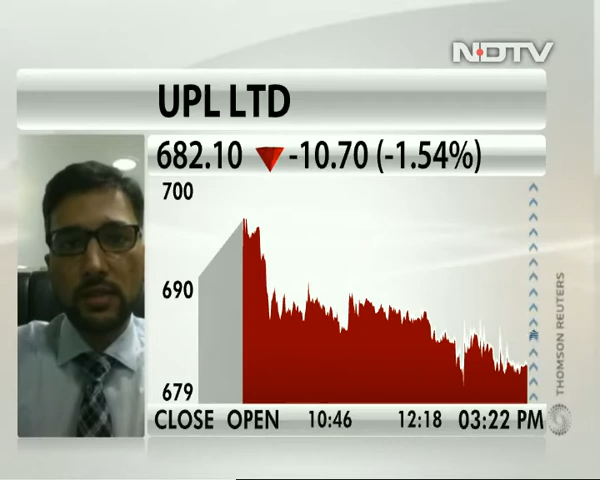 NDTV
UPL LTD
682.10 -10.70 (-1.54%)
700
690
679
CLOSE OPEN 10:46 12:18 03:22 PM
THOMSON REUTERS